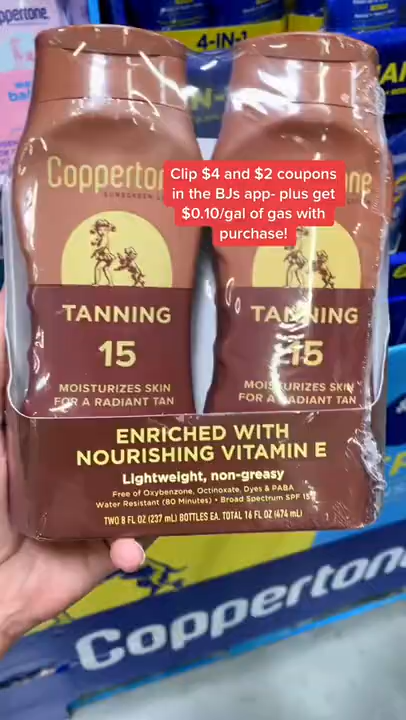 Coppertone
4-IN-1
Clip $4 and $2 coupons
in the BJs app- plus get
$0.10/gal of gas with
purchase!
Coppertone
SUNSCREEN
TANNING
15
MOISTURIZES SKIN
FOR A RADIANT TAN
TANNING
15
MOISTURIZES SKIN
FOR A RADIANT TAN
ENRICHED WITH
NOURISHING VITAMIN E
Lightweight, non-greasy
Free of Oxybenzone, Octinoxate, Dyes & PABA
Water Resistant (80 Minutes) • Broad Spectrum SPF 15
TWO 8 FL OZ (237 mL) BOTTLES EA. TOTAL 16 FL OZ (474 mL)
Coppertone